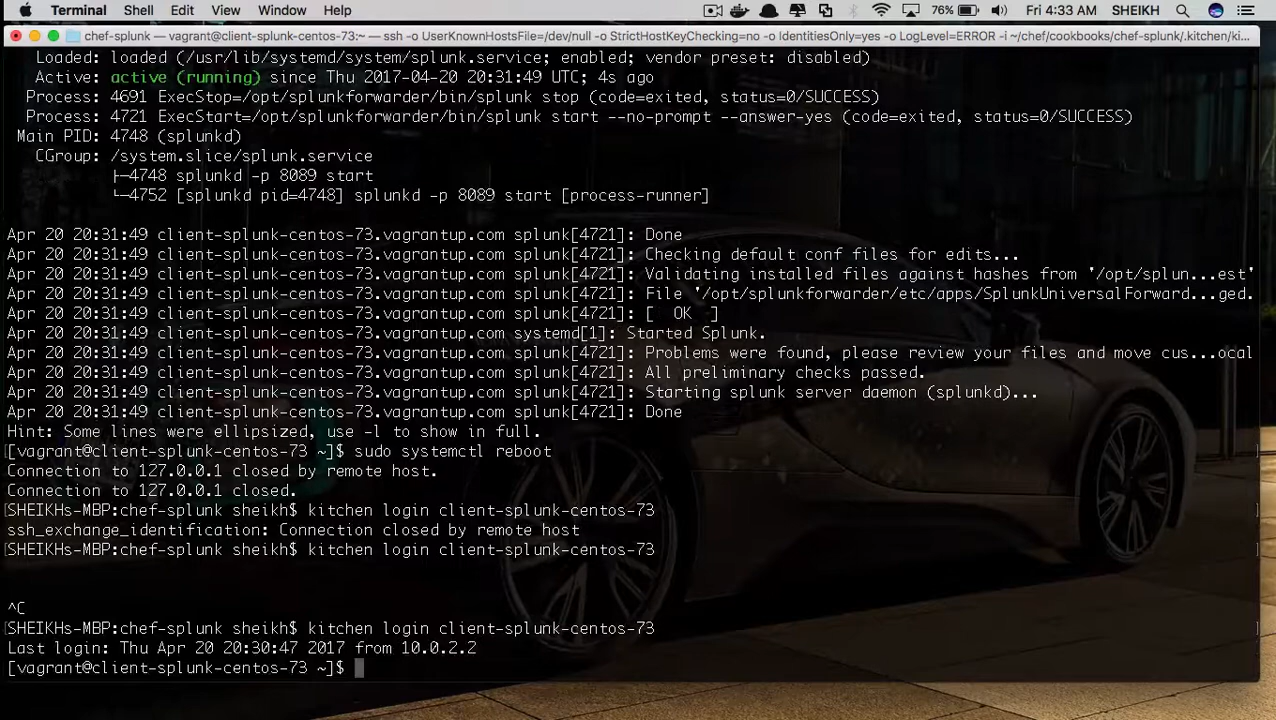 Terminal Shell Edit View Window Help 76% Fri 4:33 AM SHEIKH
chef-splunk — vagrant@client-splunk-centos-73:~ — ssh -o UserKnownHostsFile=/dev/null -o StrictHostKeyChecking=no -o IdentitiesOnly=yes -o LogLevel=ERROR -i ~/chef/cookbooks/chef-splunk/.kitchen/ki...
Loaded: loaded (/usr/lib/systemd/system/splunk.service; enabled; vendor preset: disabled)
Active: active (running) since Thu 2017-04-20 20:31:49 UTC; 4s ago
Process: 4691 ExecStop=/opt/splunkforwarder/bin/splunk stop (code=exited, status=0/SUCCESS)
Process: 4721 ExecStart=/opt/splunkforwarder/bin/splunk start --no-prompt --answer-yes (code=exited, status=0/SUCCESS)
Main PID: 4748 (splunkd)
CGroup: /system.slice/splunk.service
├─4748 splunkd -p 8089 start
└─4752 [splunkd pid=4748] splunkd -p 8089 start [process-runner]
Apr 20 20:31:49 client-splunk-centos-73.vagrantup.com splunk[4721]: Done
Apr 20 20:31:49 client-splunk-centos-73.vagrantup.com splunk[4721]: Checking default conf files for edits...
Apr 20 20:31:49 client-splunk-centos-73.vagrantup.com splunk[4721]: Validating installed files against hashes from '/opt/splun...est'
Apr 20 20:31:49 client-splunk-centos-73.vagrantup.com splunk[4721]: File '/opt/splunkforwarder/etc/apps/SplunkUniversalForward...ged.
Apr 20 20:31:49 client-splunk-centos-73.vagrantup.com splunk[4721]: [  OK  ]
Apr 20 20:31:49 client-splunk-centos-73.vagrantup.com systemd[1]: Started Splunk.
Apr 20 20:31:49 client-splunk-centos-73.vagrantup.com splunk[4721]: Problems were found, please review your files and move cus...ocal
Apr 20 20:31:49 client-splunk-centos-73.vagrantup.com splunk[4721]: All preliminary checks passed.
Apr 20 20:31:49 client-splunk-centos-73.vagrantup.com splunk[4721]: Starting splunk server daemon (splunkd)...
Apr 20 20:31:49 client-splunk-centos-73.vagrantup.com splunk[4721]: Done
Hint: Some lines were ellipsized, use -l to show in full.
[vagrant@client-splunk-centos-73 ~]$ sudo systemctl reboot
Connection to 127.0.0.1 closed by remote host.
Connection to 127.0.0.1 closed.
[SHEIKHs-MBP:chef-splunk sheikh$ kitchen login client-splunk-centos-73 ]
ssh_exchange_identification: Connection closed by remote host
[SHEIKHs-MBP:chef-splunk sheikh$ kitchen login client-splunk-centos-73 ]
^C
[SHEIKHs-MBP:chef-splunk sheikh$ kitchen login client-splunk-centos-73 ]
Last login: Thu Apr 20 20:30:47 2017 from 10.0.2.2
[vagrant@client-splunk-centos-73 ~]$